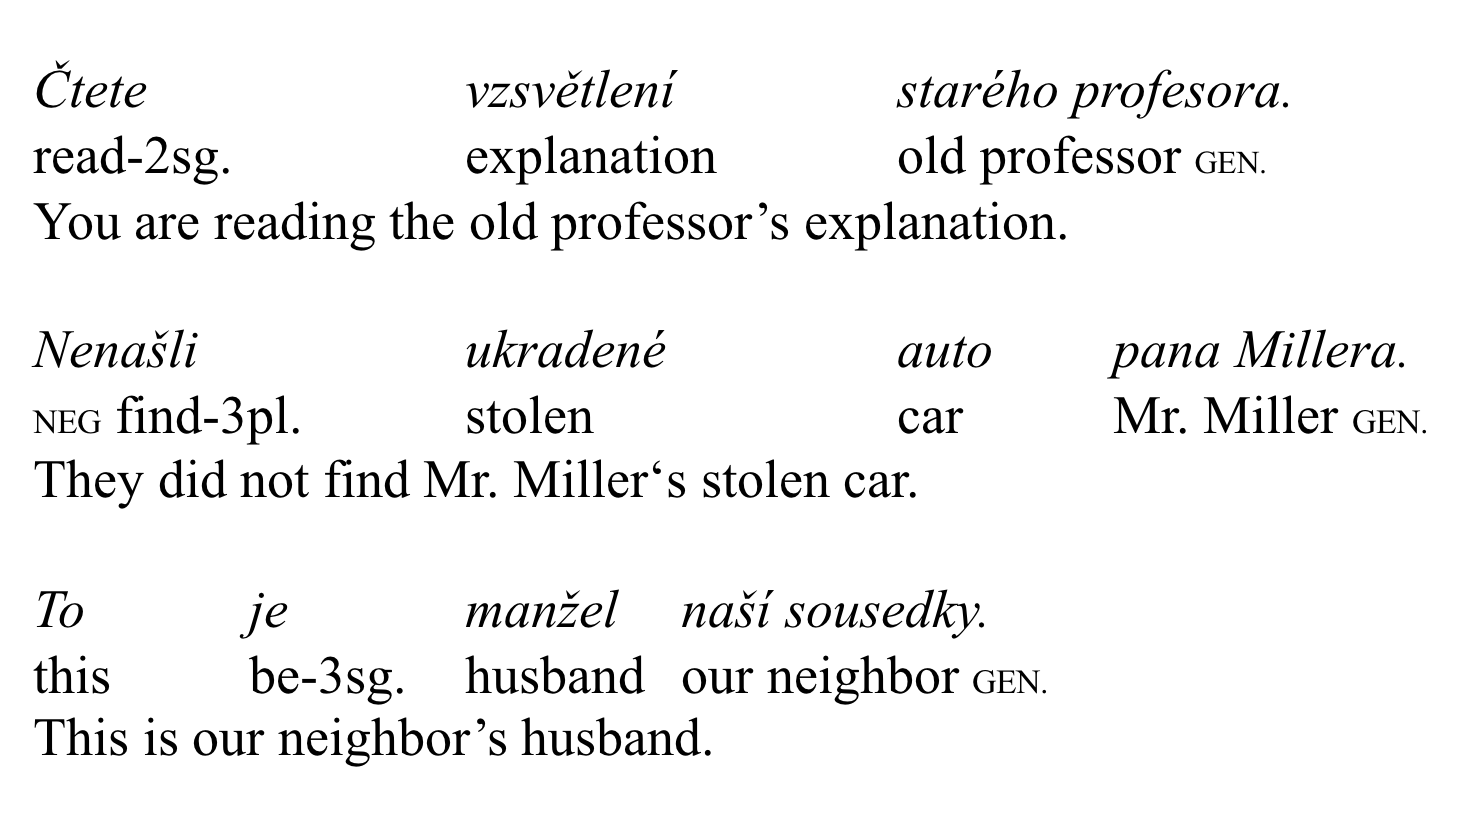 Čtete vzsvětlení starého profesora.
read-2sg. explanation old professor GEN.
You are reading the old professor’s explanation.
Nenašli ukradené auto pana Millera.
NEG find-3pl. stolen car Mr. Miller GEN.
They did not find Mr. Miller‘s stolen car.
To je manžel naší sousedky.
this be-3sg. husband our neighbor GEN.
This is our neighbor’s husband.